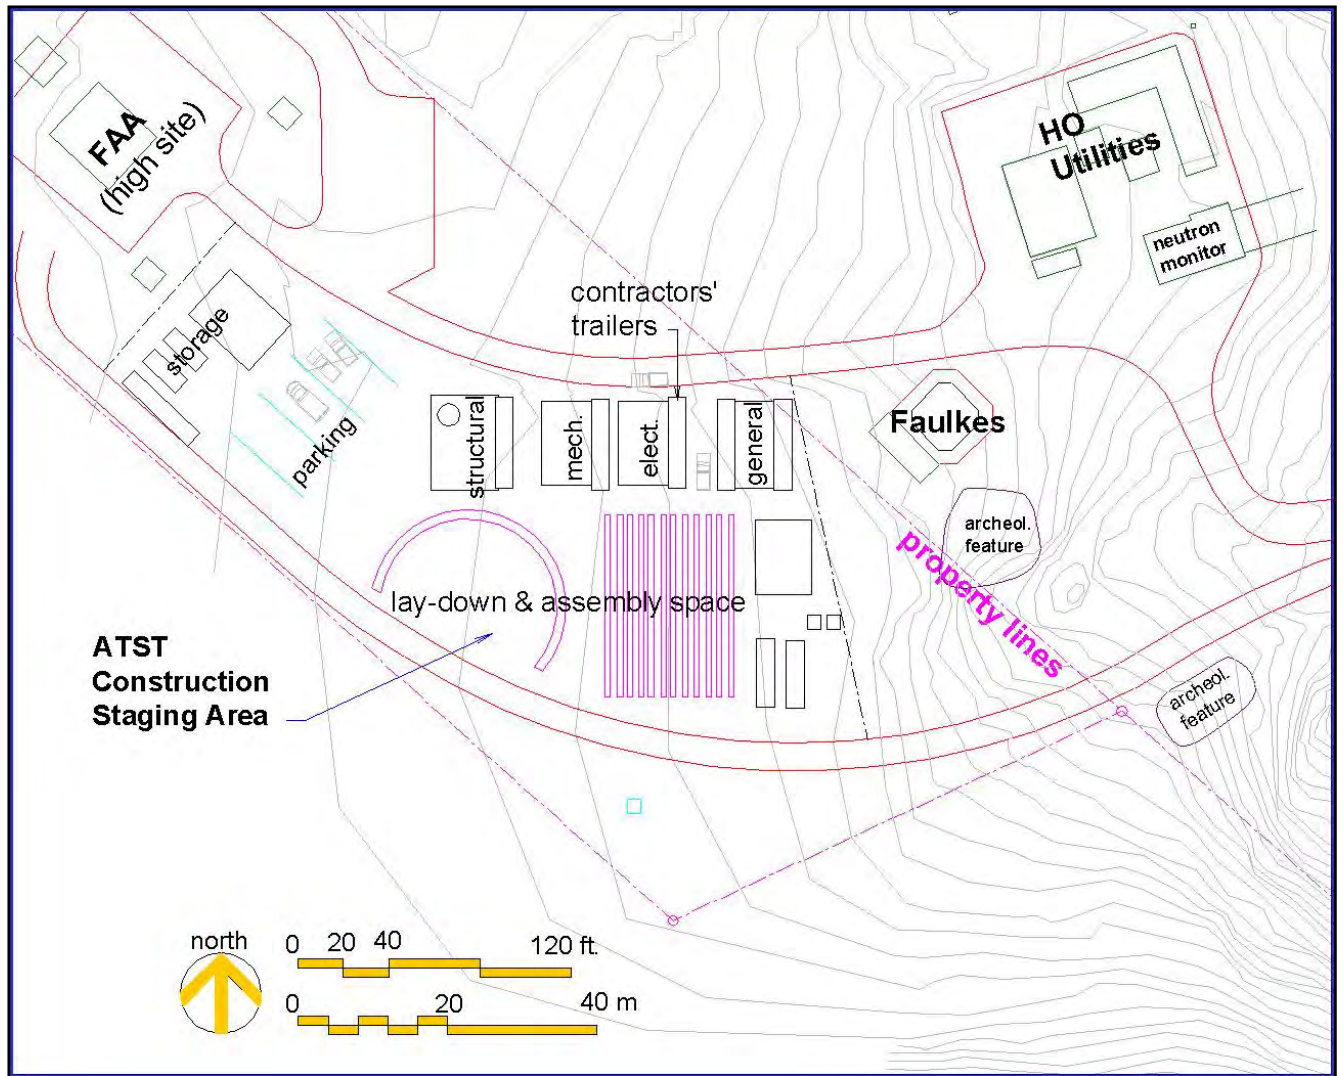 FAA
(high site)
HO
Utilities
neutron
monitor
contractors'
trailers
storage
parking
structural
mech.
elect.
general
Faulkes
archeol.
feature
property lines
lay-down & assembly space
ATST
Construction
Staging Area
archeol.
feature
north
0 20 40 120 ft.
0 20 40 m